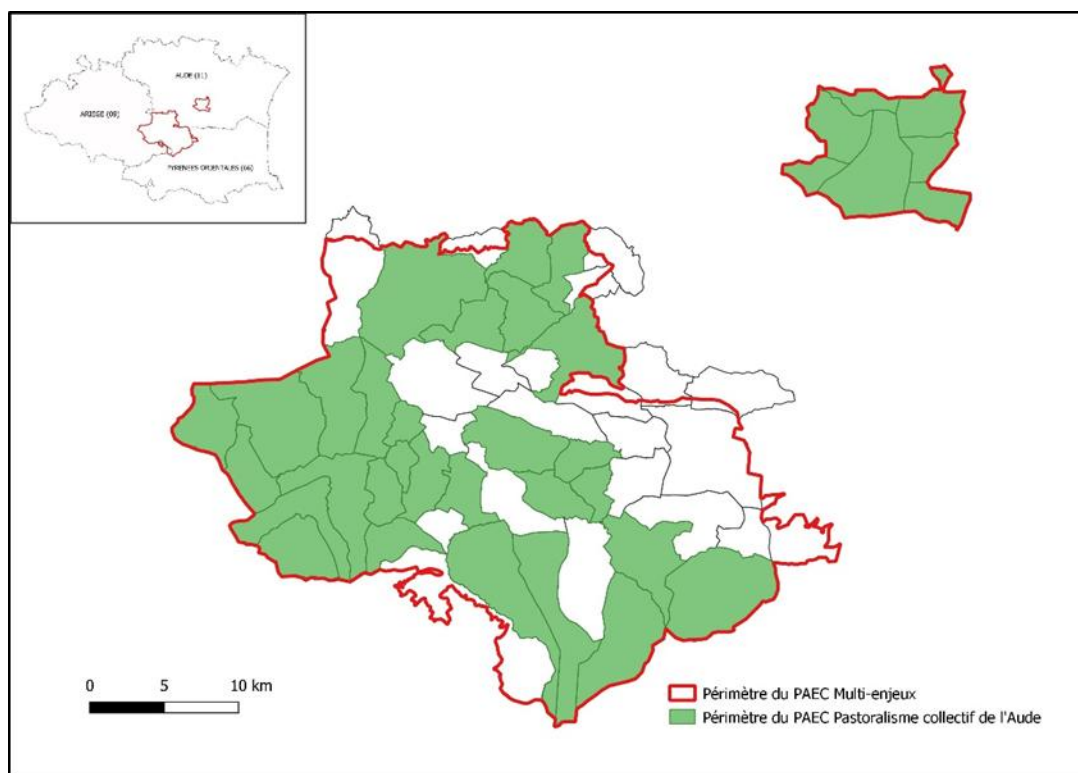 AUDE (11)
ARIEGE (09)
PYRENEES ORIENTALES (66)
0 5 10 km
Périmètre du PAEC Multi-enjeux
Périmètre du PAEC Pastoralisme collectif de l'Aude